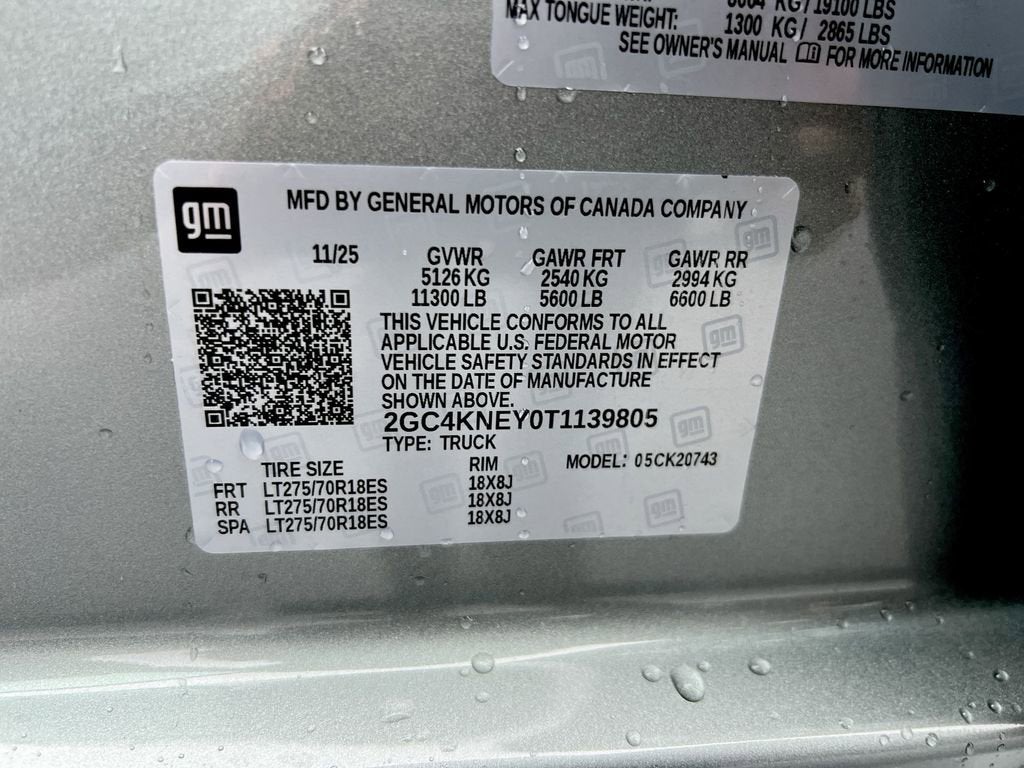 KG/19100 LBS
MAX TONGUE WEIGHT: 1300 KG/ 2865 LBS
SEE OWNER'S MANUAL FOR MORE INFORMATION
gm
MFD BY GENERAL MOTORS OF CANADA COMPANY
11/25 GVWR GAWR FRT GAWR RR
5126 KG 2540 KG 2994 KG
11300 LB 5600 LB 6600 LB
THIS VEHICLE CONFORMS TO ALL
APPLICABLE U.S. FEDERAL MOTOR
VEHICLE SAFETY STANDARDS IN EFFECT
ON THE DATE OF MANUFACTURE
SHOWN ABOVE.
2GC4KNEY0T1139805
TYPE: TRUCK
TIRE SIZE RIM MODEL: 05CK20743
FRT LT275/70R18ES 18X8J
RR LT275/70R18ES 18X8J
SPA LT275/70R18ES 18X8J